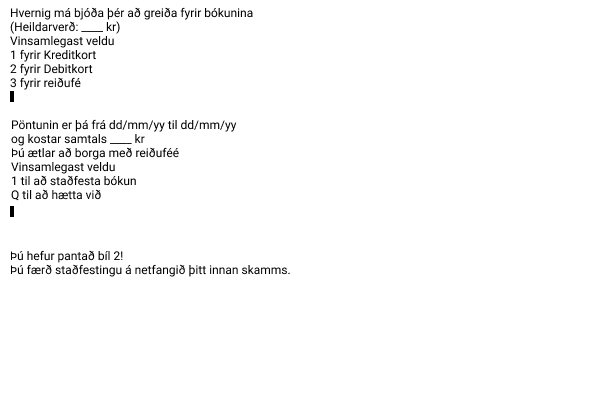 Hvernig má bjóða þér að greiða fyrir bókunina
(Heildarverð: ____ kr)
Vinsamlegast veldu
1 fyrir Kreditkort
2 fyrir Debitkort
3 fyrir reiðufé
Pöntunin er þá frá dd/mm/yy til dd/mm/yy
og kostar samtals ____ kr
Þú ætlar að borga með reiðuféé
Vinsamlegast veldu
1 til að staðfesta bókun
Q til að hætta við
Þú hefur pantað bíl 2!
Þú færð staðfestingu á netfangið þitt innan skamms.